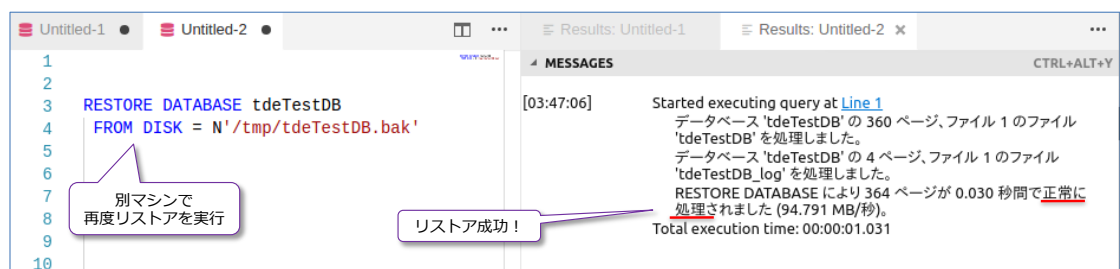 Untitled-1 ● Untitled-2 ● ···
1
2
3 RESTORE DATABASE tdeTestDB
4 FROM DISK = N'/tmp/tdeTestDB.bak'
5
6
7
8
9
10
別マシンで
再度リストアを実行
Results: Untitled-1 Results: Untitled-2 × ···
MESSAGES CTRL+ALT+Y
[03:47:06] Started executing query at Line 1
データベース 'tdeTestDB' の 360 ページ、ファイル 1 のファイル
'tdeTestDB' を処理しました。
データベース 'tdeTestDB' の 4 ページ、ファイル 1 のファイル
'tdeTestDB_log' を処理しました。
RESTORE DATABASE により 364 ページが 0.030 秒間で正常に
処理されました (94.791 MB/秒)。
Total execution time: 00:00:01.031
リストア成功！